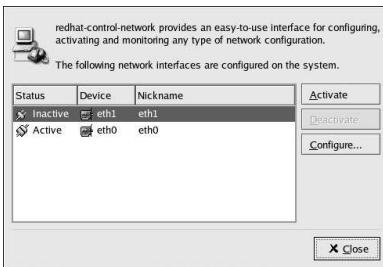 redhat-control-network provides an easy-to-use interface for configuring,
activating and monitoring any type of network configuration.
The following network interfaces are configured on the system.
Status Device Nickname
Inactive eth1 eth1
Active eth0 eth0
Activate
Deactivate
Configure...
Close